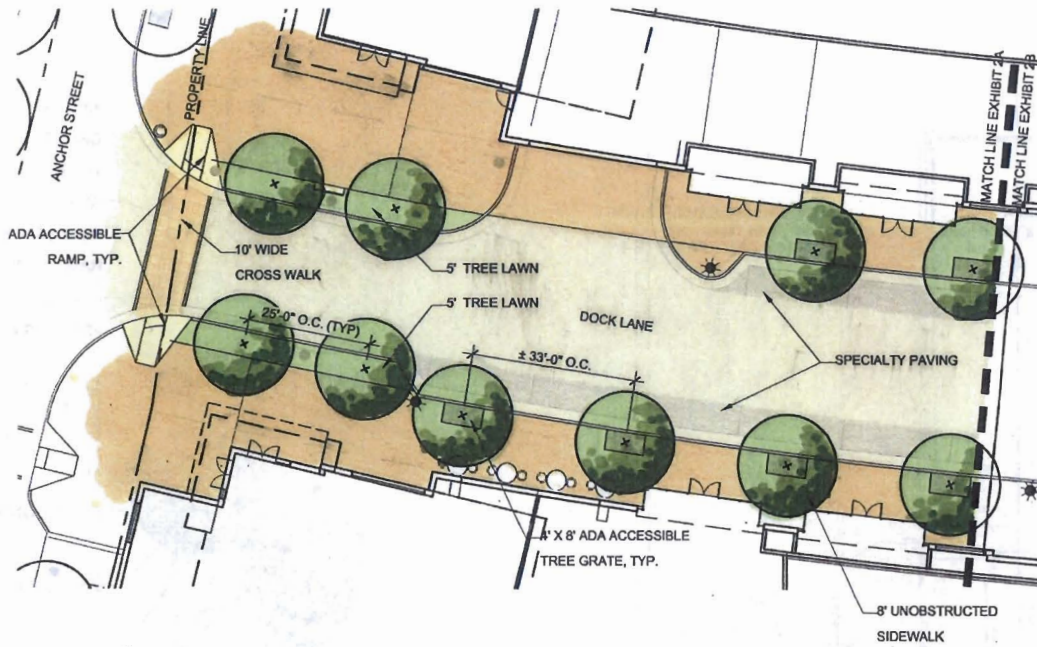 PROPERTY LINE
ANCHOR STREET
MATCH LINE EXHIBIT 2A
MATCH LINE EXHIBIT 2B
ADA ACCESSIBLE
RAMP, TYP.
10' WIDE
CROSS WALK
5' TREE LAWN
5' TREE LAWN
25'-0" O.C. (TYP)
DOCK LANE
± 33'-0" O.C.
SPECIALTY PAVING
4' X 8' ADA ACCESSIBLE
TREE GRATE, TYP.
8' UNOBSTRUCTED
SIDEWALK